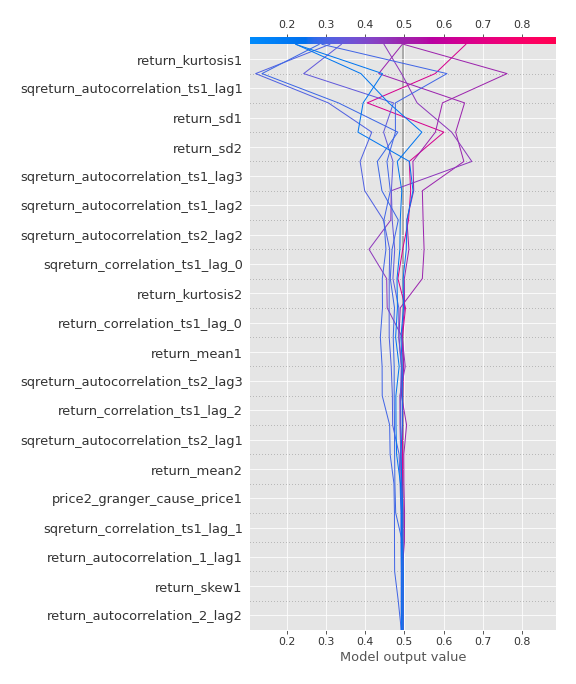 0.2 0.3 0.4 0.5 0.6 0.7 0.8
return_kurtosis1
sqreturn_autocorrelation_ts1_lag1
return_sd1
return_sd2
sqreturn_autocorrelation_ts1_lag3
sqreturn_autocorrelation_ts1_lag2
sqreturn_autocorrelation_ts2_lag2
sqreturn_correlation_ts1_lag_0
return_kurtosis2
return_correlation_ts1_lag_0
return_mean1
sqreturn_autocorrelation_ts2_lag3
return_correlation_ts1_lag_2
sqreturn_autocorrelation_ts2_lag1
return_mean2
price2_granger_cause_price1
sqreturn_correlation_ts1_lag_1
return_autocorrelation_1_lag1
return_skew1
return_autocorrelation_2_lag2
0.2 0.3 0.4 0.5 0.6 0.7 0.8
Model output value